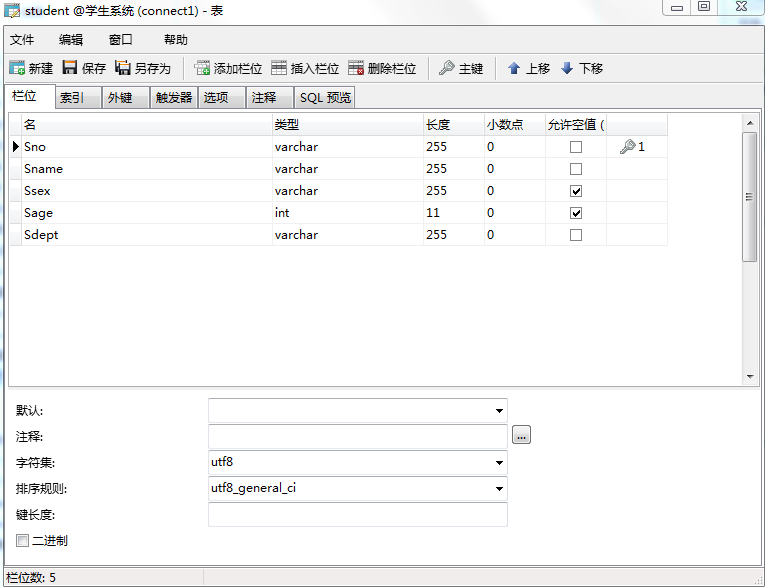 student @学生系统 (connect1) - 表
文件 编辑 窗口 帮助
新建 保存 另存为 添加栏位 插入栏位 删除栏位 主键 上移 下移
栏位 索引 外键 触发器 选项 注释 SQL 预览
名 类型 长度 小数点 允许空值 (
Sno varchar 255 0 1
Sname varchar 255 0
Ssex varchar 255 0
Sage int 11 0
Sdept varchar 255 0
默认:
注释: ...
字符集: utf8
排序规则: utf8_general_ci
键长度:
二进制
栏位数: 5